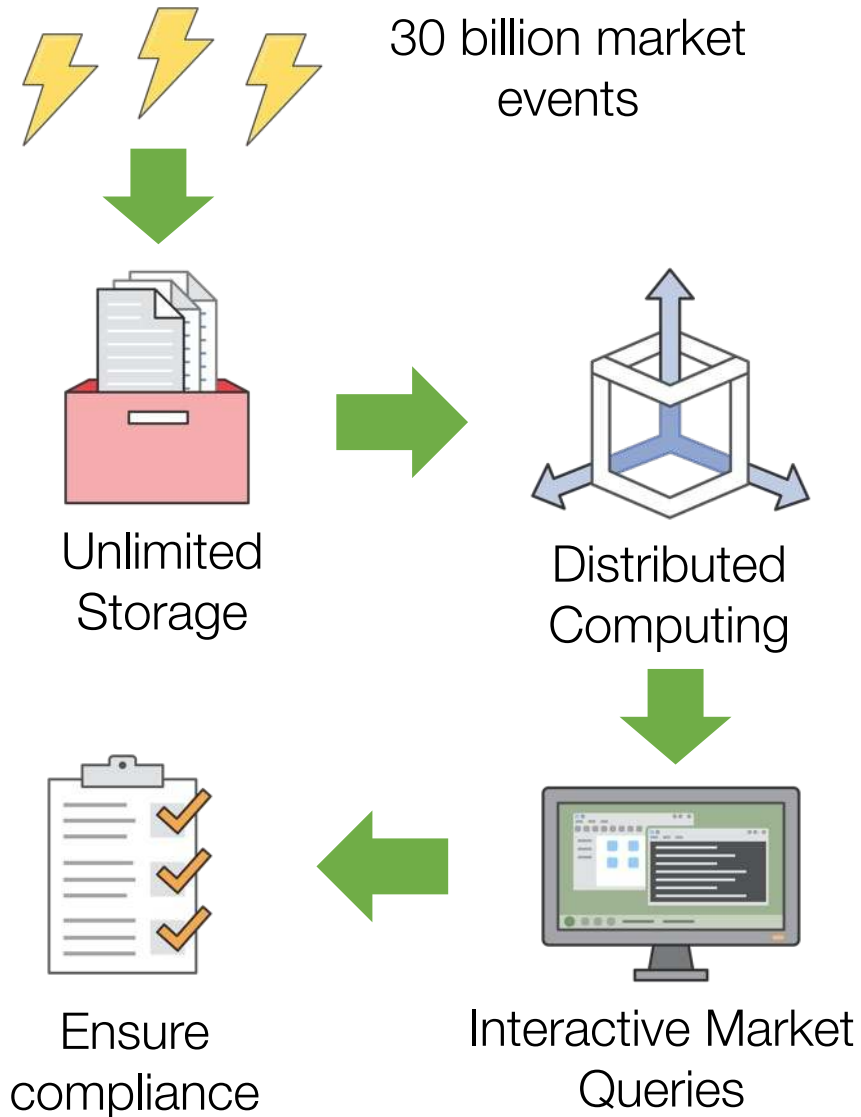 30 billion market
events
Unlimited
Storage
Distributed
Computing
Ensure
compliance
Interactive Market
Queries